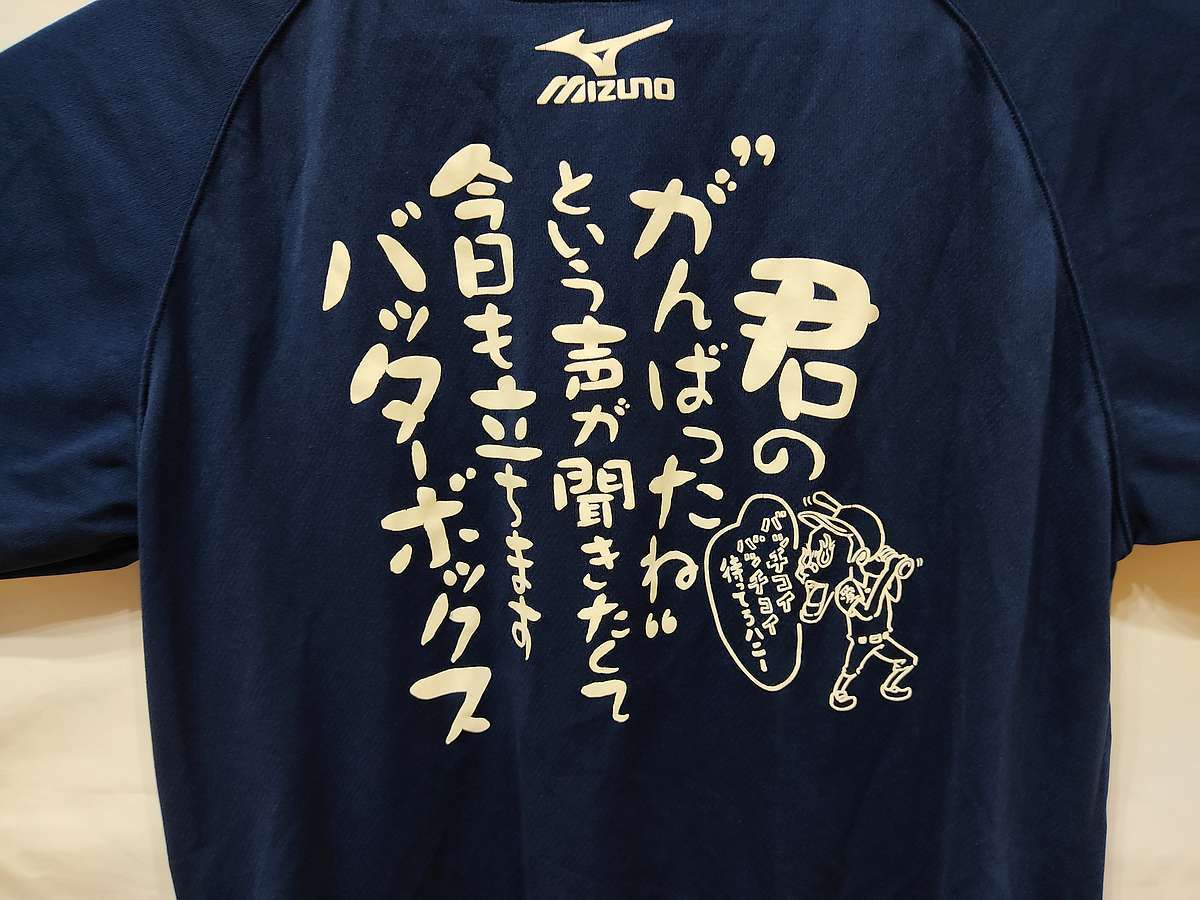 MIZUNO
君の
"がんばったね"
という声が聞きたくて
今日も立ちます
バッターボックス
バッチコイ
バッチョイ
待ってろハニー